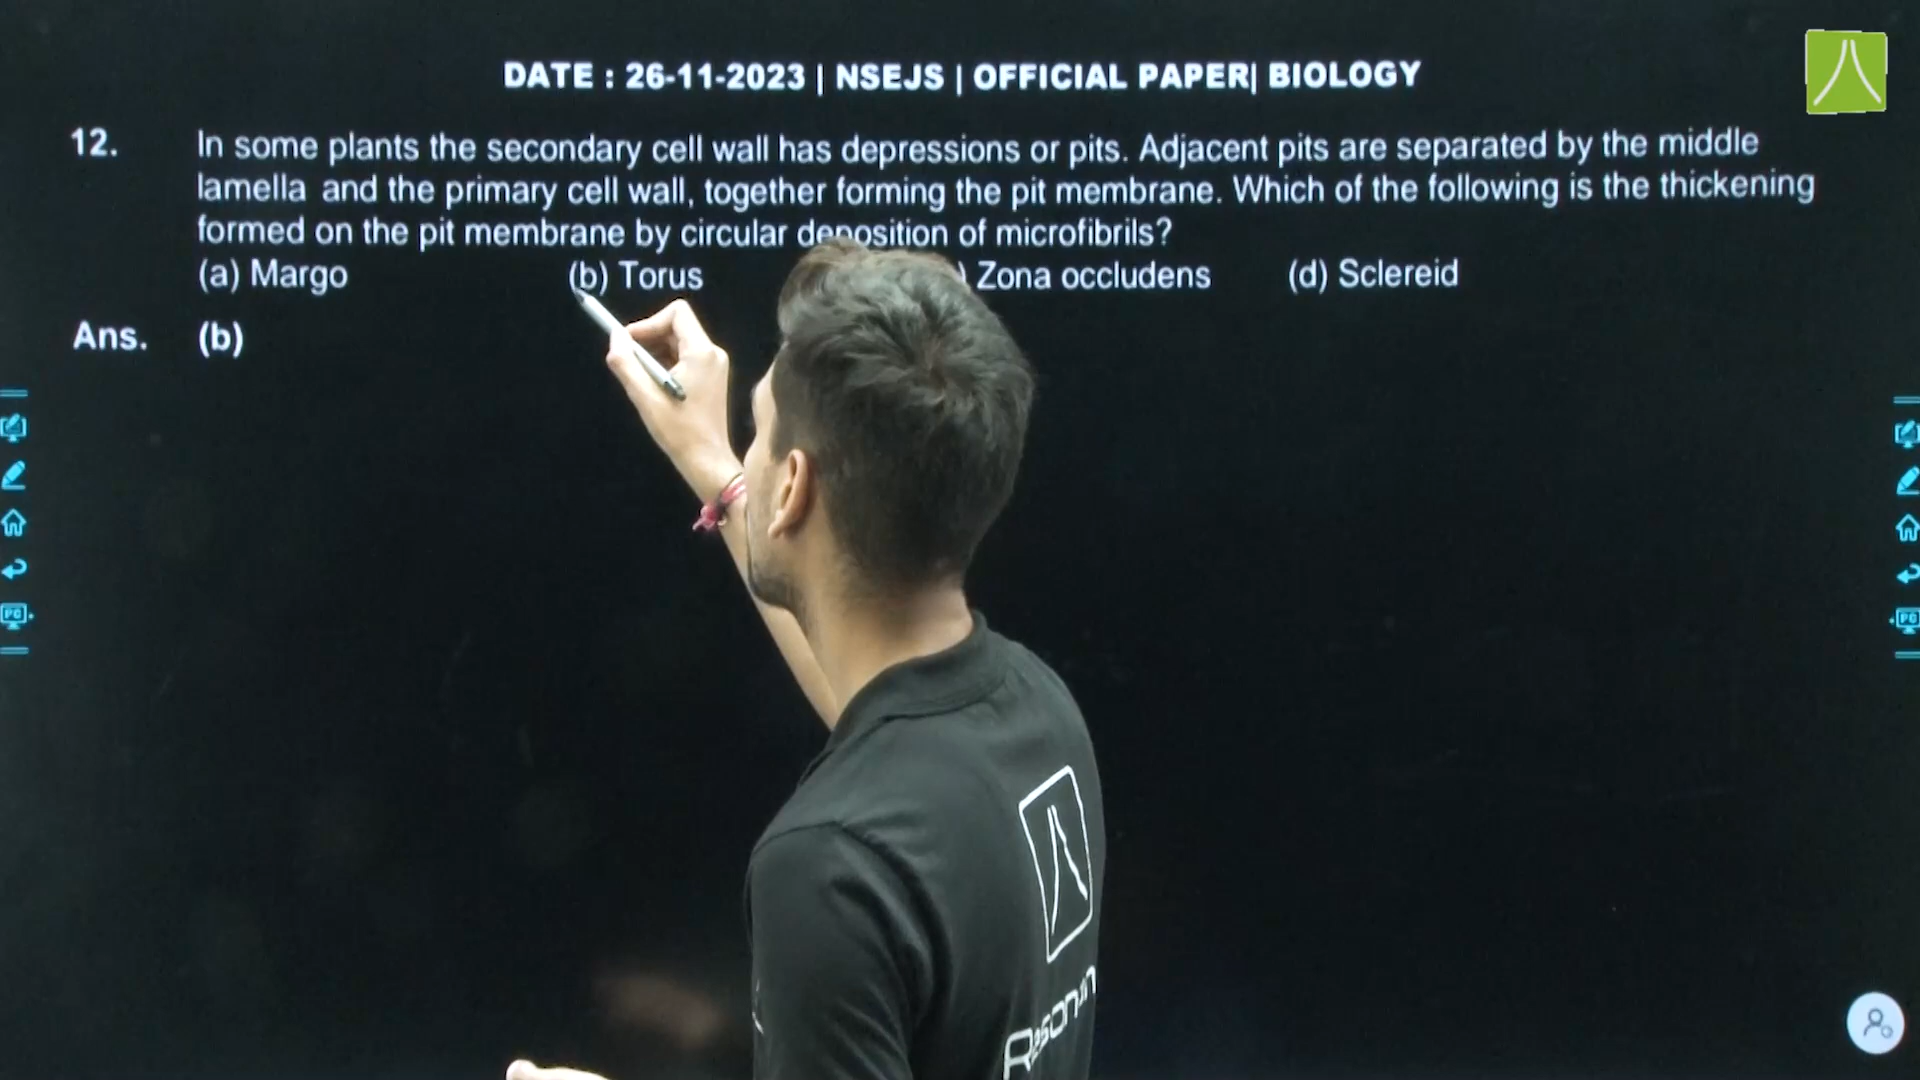 DATE : 26-11-2023 | NSEJS | OFFICIAL PAPER| BIOLOGY
12. In some plants the secondary cell wall has depressions or pits. Adjacent pits are separated by the middle
lamella and the primary cell wall, together forming the pit membrane. Which of the following is the thickening
formed on the pit membrane by circular deposition of microfibrils?
(a) Margo (b) Torus ) Zona occludens (d) Sclereid
Ans. (b)
PC
PC